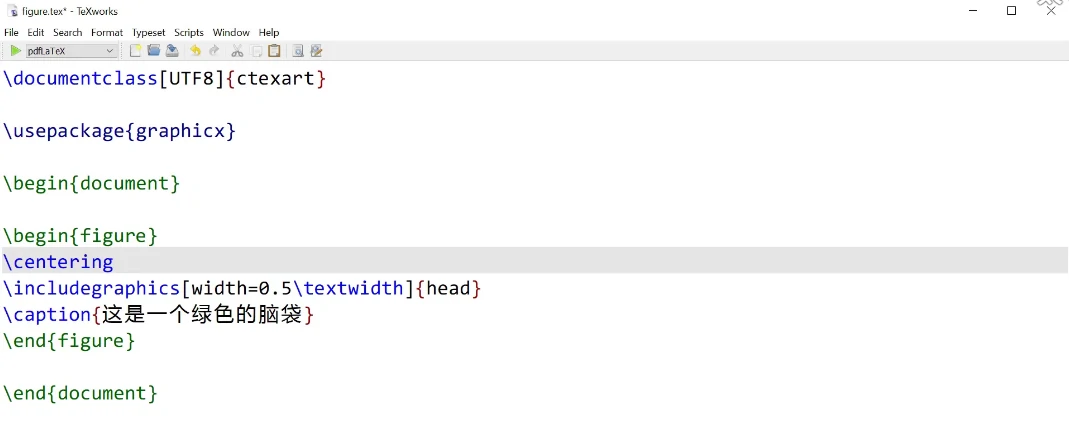 figure.tex* - TeXworks
File Edit Search Format Typeset Scripts Window Help
pdfLaTeX
\documentclass[UTF8]{ctexart}
\usepackage{graphicx}
\begin{document}
\begin{figure}
\centering
\includegraphics[width=0.5\textwidth]{head}
\caption{这是一个绿色的脑袋}
\end{figure}
\end{document}